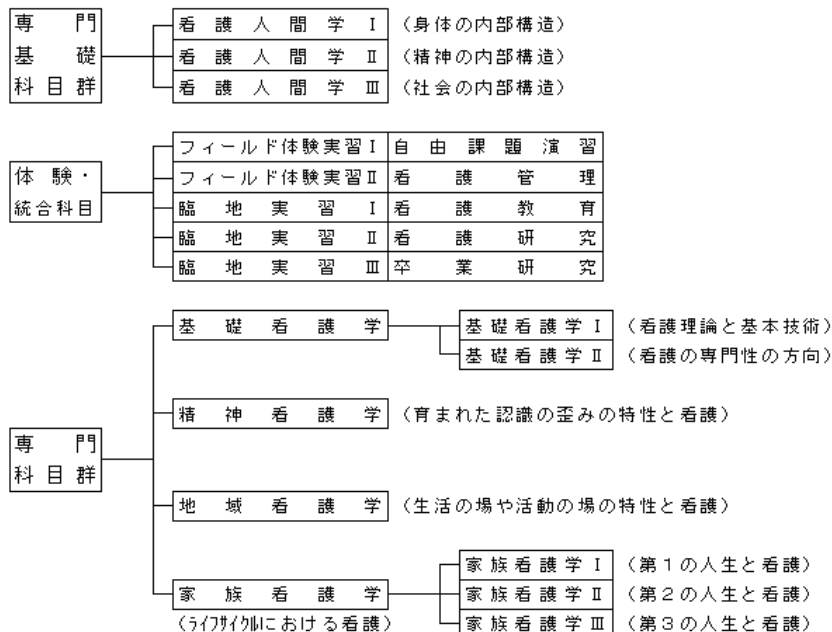 専門
基礎
科目群
看護人間学Ⅰ（身体の内部構造）
看護人間学Ⅱ（精神の内部構造）
看護人間学Ⅲ（社会の内部構造）
体験・
統合科目
フィールド体験実習Ⅰ 自由課題演習
フィールド体験実習Ⅱ 看護管理
臨地実習Ⅰ 看護教育
臨地実習Ⅱ 看護研究
臨地実習Ⅲ 卒業研究
専門
科目群
基礎看護学
基礎看護学Ⅰ（看護理論と基本技術）
基礎看護学Ⅱ（看護の専門性の方向）
精神看護学（育まれた認識の歪みの特性と看護）
地域看護学（生活の場や活動の場の特性と看護）
家族看護学
（ﾗｲﾌｻｲｸﾙにおける看護）
家族看護学Ⅰ（第１の人生と看護）
家族看護学Ⅱ（第２の人生と看護）
家族看護学Ⅲ（第３の人生と看護）